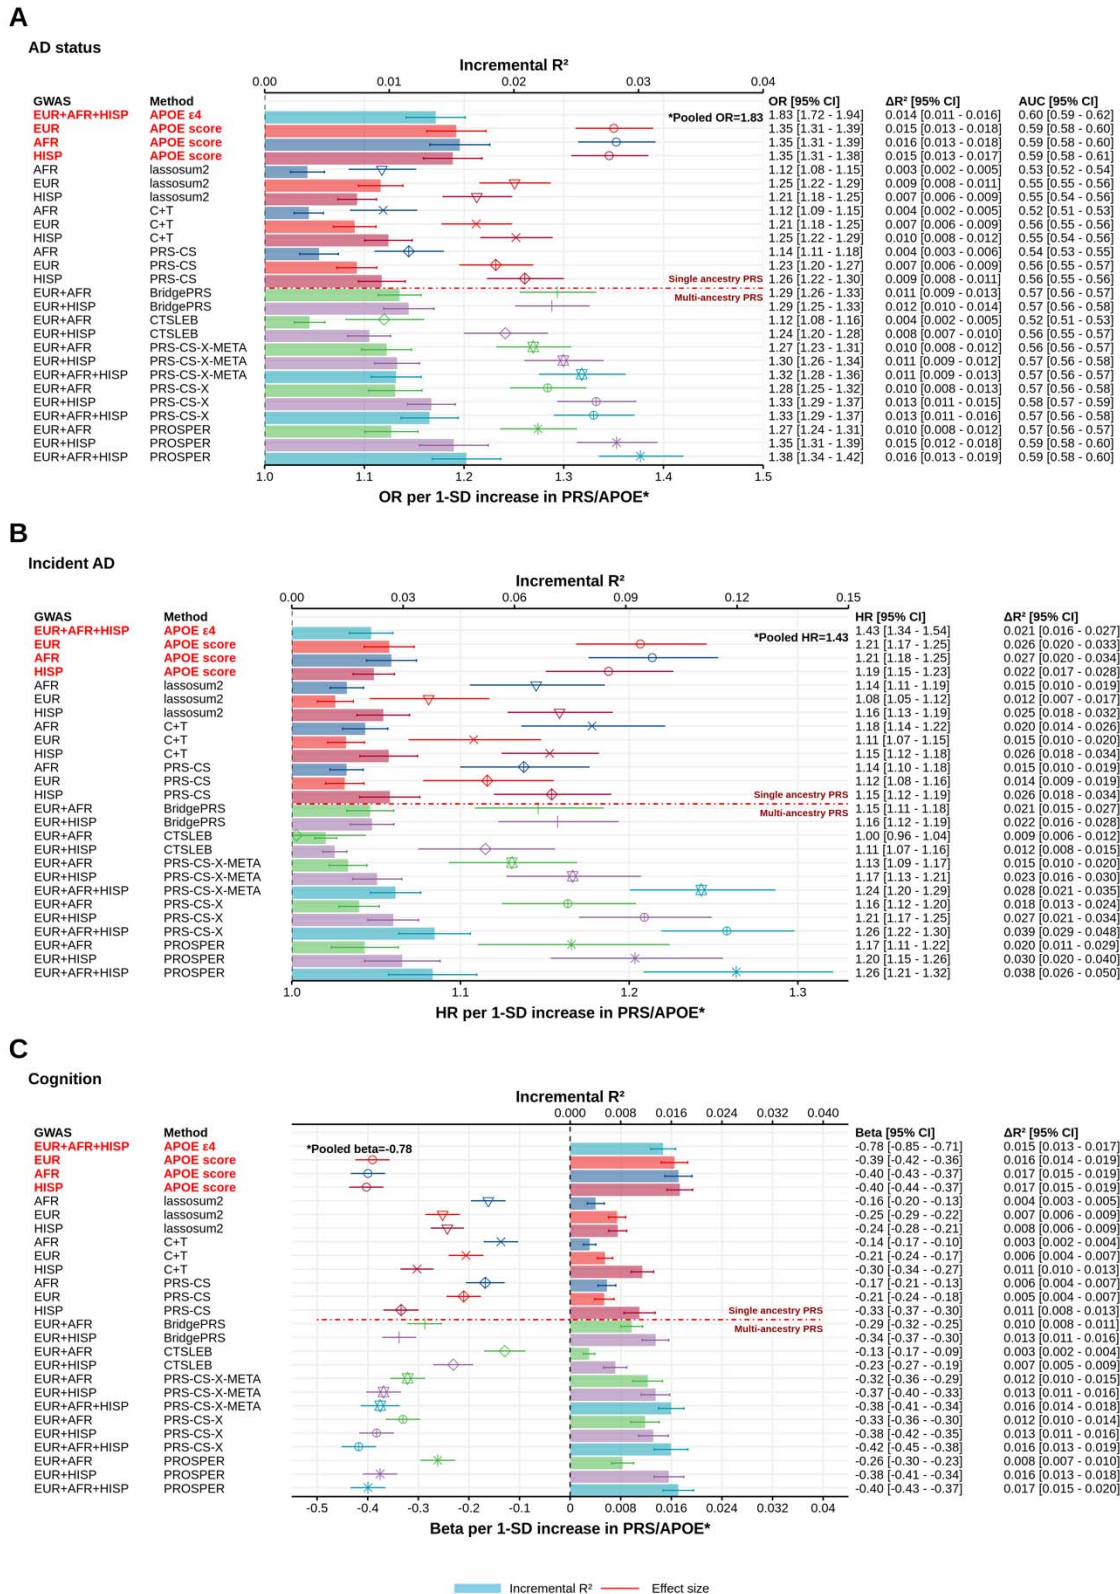 A
AD status
Incremental R²
0.00 0.01 0.02 0.03 0.04
GWAS Method OR [95% CI] ΔR² [95% CI] AUC [95% CI]
EUR+AFR+HISP APOE ε4 *Pooled OR=1.83 1.83 [1.72 - 1.94] 0.014 [0.011 - 0.016] 0.60 [0.59 - 0.62]
EUR APOE score 1.35 [1.31 - 1.39] 0.015 [0.013 - 0.018] 0.59 [0.58 - 0.60]
AFR APOE score 1.35 [1.31 - 1.39] 0.016 [0.013 - 0.018] 0.59 [0.58 - 0.60]
HISP APOE score 1.35 [1.31 - 1.38] 0.015 [0.013 - 0.017] 0.59 [0.58 - 0.61]
AFR lassosum2 1.12 [1.08 - 1.15] 0.003 [0.002 - 0.005] 0.53 [0.52 - 0.54]
EUR lassosum2 1.25 [1.22 - 1.29] 0.009 [0.008 - 0.011] 0.55 [0.55 - 0.56]
HISP lassosum2 1.21 [1.18 - 1.25] 0.007 [0.006 - 0.009] 0.55 [0.54 - 0.56]
AFR C+T 1.12 [1.09 - 1.15] 0.004 [0.002 - 0.005] 0.52 [0.51 - 0.53]
EUR C+T 1.21 [1.18 - 1.25] 0.007 [0.006 - 0.009] 0.56 [0.55 - 0.56]
HISP C+T 1.25 [1.22 - 1.29] 0.010 [0.008 - 0.012] 0.55 [0.54 - 0.56]
AFR PRS-CS 1.14 [1.11 - 1.18] 0.004 [0.003 - 0.006] 0.54 [0.53 - 0.55]
EUR PRS-CS 1.23 [1.20 - 1.27] 0.007 [0.006 - 0.009] 0.56 [0.55 - 0.57]
HISP PRS-CS Single ancestry PRS 1.26 [1.22 - 1.30] 0.009 [0.008 - 0.011] 0.56 [0.55 - 0.56]
EUR+AFR BridgePRS Multi-ancestry PRS 1.29 [1.26 - 1.33] 0.011 [0.009 - 0.013] 0.57 [0.56 - 0.57]
EUR+HISP BridgePRS 1.29 [1.25 - 1.33] 0.012 [0.010 - 0.014] 0.57 [0.56 - 0.58]
EUR+AFR CTSLEB 1.12 [1.08 - 1.16] 0.004 [0.002 - 0.005] 0.52 [0.51 - 0.53]
EUR+HISP CTSLEB 1.24 [1.20 - 1.28] 0.008 [0.007 - 0.010] 0.56 [0.55 - 0.57]
EUR+AFR PRS-CS-X-META 1.27 [1.23 - 1.31] 0.010 [0.008 - 0.012] 0.56 [0.56 - 0.57]
EUR+HISP PRS-CS-X-META 1.30 [1.26 - 1.34] 0.011 [0.009 - 0.012] 0.57 [0.56 - 0.58]
EUR+AFR+HISP PRS-CS-X-META 1.32 [1.28 - 1.36] 0.011 [0.009 - 0.013] 0.57 [0.56 - 0.58]
EUR+AFR PRS-CS-X 1.28 [1.25 - 1.32] 0.010 [0.008 - 0.013] 0.57 [0.56 - 0.57]
EUR+HISP PRS-CS-X 1.33 [1.29 - 1.37] 0.013 [0.011 - 0.015] 0.58 [0.57 - 0.59]
EUR+AFR+HISP PRS-CS-X 1.33 [1.29 - 1.37] 0.013 [0.011 - 0.016] 0.57 [0.56 - 0.58]
EUR+AFR PROSPER 1.27 [1.24 - 1.31] 0.010 [0.008 - 0.012] 0.57 [0.56 - 0.57]
EUR+HISP PROSPER 1.35 [1.31 - 1.39] 0.015 [0.012 - 0.018] 0.59 [0.58 - 0.60]
EUR+AFR+HISP PROSPER 1.38 [1.34 - 1.42] 0.016 [0.013 - 0.019] 0.59 [0.58 - 0.60]
1.0 1.1 1.2 1.3 1.4 1.5
OR per 1-SD increase in PRS/APOE*
B
Incident AD
Incremental R²
0.00 0.03 0.06 0.09 0.12 0.15
GWAS Method HR [95% CI] ΔR² [95% CI]
EUR+AFR+HISP APOE ε4 *Pooled HR=1.43 1.43 [1.34 - 1.54] 0.021 [0.016 - 0.027]
EUR APOE score 1.21 [1.17 - 1.25] 0.026 [0.020 - 0.033]
AFR APOE score 1.21 [1.18 - 1.25] 0.027 [0.020 - 0.034]
HISP APOE score 1.19 [1.15 - 1.23] 0.022 [0.017 - 0.028]
AFR lassosum2 1.14 [1.11 - 1.19] 0.015 [0.010 - 0.019]
EUR lassosum2 1.08 [1.05 - 1.12] 0.012 [0.007 - 0.017]
HISP lassosum2 1.16 [1.13 - 1.19] 0.025 [0.018 - 0.032]
AFR C+T 1.18 [1.14 - 1.22] 0.020 [0.014 - 0.026]
EUR C+T 1.11 [1.07 - 1.15] 0.015 [0.010 - 0.020]
HISP C+T 1.15 [1.12 - 1.18] 0.026 [0.018 - 0.034]
AFR PRS-CS 1.14 [1.10 - 1.18] 0.015 [0.010 - 0.019]
EUR PRS-CS 1.12 [1.08 - 1.16] 0.014 [0.009 - 0.019]
HISP PRS-CS Single ancestry PRS 1.15 [1.12 - 1.19] 0.026 [0.018 - 0.034]
EUR+AFR BridgePRS Multi-ancestry PRS 1.15 [1.11 - 1.18] 0.021 [0.015 - 0.027]
EUR+HISP BridgePRS 1.16 [1.12 - 1.19] 0.022 [0.016 - 0.028]
EUR+AFR CTSLEB 1.00 [0.96 - 1.04] 0.009 [0.006 - 0.012]
EUR+HISP CTSLEB 1.11 [1.07 - 1.16] 0.012 [0.008 - 0.015]
EUR+AFR PRS-CS-X-META 1.13 [1.09 - 1.17] 0.015 [0.010 - 0.020]
EUR+HISP PRS-CS-X-META 1.17 [1.13 - 1.21] 0.023 [0.016 - 0.030]
EUR+AFR+HISP PRS-CS-X-META 1.24 [1.20 - 1.29] 0.028 [0.021 - 0.035]
EUR+AFR PRS-CS-X 1.16 [1.12 - 1.20] 0.018 [0.013 - 0.024]
EUR+HISP PRS-CS-X 1.21 [1.17 - 1.25] 0.027 [0.021 - 0.034]
EUR+AFR+HISP PRS-CS-X 1.26 [1.22 - 1.30] 0.039 [0.029 - 0.048]
EUR+AFR PROSPER 1.17 [1.11 - 1.22] 0.020 [0.011 - 0.029]
EUR+HISP PROSPER 1.20 [1.15 - 1.26] 0.030 [0.020 - 0.040]
EUR+AFR+HISP PROSPER 1.26 [1.21 - 1.32] 0.038 [0.026 - 0.050]
1.0 1.1 1.2 1.3
HR per 1-SD increase in PRS/APOE*
C
Cognition
Incremental R²
0.000 0.008 0.016 0.024 0.032 0.040
GWAS Method Beta [95% CI] ΔR² [95% CI]
EUR+AFR+HISP APOE ε4 *Pooled beta=-0.78 -0.78 [-0.85 - -0.71] 0.015 [0.013 - 0.017]
EUR APOE score -0.39 [-0.42 - -0.36] 0.016 [0.014 - 0.019]
AFR APOE score -0.40 [-0.43 - -0.37] 0.017 [0.015 - 0.019]
HISP APOE score -0.40 [-0.44 - -0.37] 0.017 [0.015 - 0.019]
AFR lassosum2 -0.16 [-0.20 - -0.13] 0.004 [0.003 - 0.005]
EUR lassosum2 -0.25 [-0.29 - -0.22] 0.007 [0.006 - 0.009]
HISP lassosum2 -0.24 [-0.28 - -0.21] 0.008 [0.006 - 0.009]
AFR C+T -0.14 [-0.17 - -0.10] 0.003 [0.002 - 0.004]
EUR C+T -0.21 [-0.24 - -0.17] 0.006 [0.004 - 0.007]
HISP C+T -0.30 [-0.34 - -0.27] 0.011 [0.010 - 0.013]
AFR PRS-CS -0.17 [-0.21 - -0.13] 0.006 [0.004 - 0.007]
EUR PRS-CS -0.21 [-0.24 - -0.18] 0.005 [0.004 - 0.007]
HISP PRS-CS Single ancestry PRS -0.33 [-0.37 - -0.30] 0.011 [0.008 - 0.013]
EUR+AFR BridgePRS Multi-ancestry PRS -0.29 [-0.32 - -0.25] 0.010 [0.008 - 0.011]
EUR+HISP BridgePRS -0.34 [-0.37 - -0.30] 0.013 [0.011 - 0.016]
EUR+AFR CTSLEB -0.13 [-0.17 - -0.09] 0.003 [0.002 - 0.004]
EUR+HISP CTSLEB -0.23 [-0.27 - -0.19] 0.007 [0.005 - 0.009]
EUR+AFR PRS-CS-X-META -0.32 [-0.36 - -0.29] 0.012 [0.010 - 0.015]
EUR+HISP PRS-CS-X-META -0.37 [-0.40 - -0.33] 0.013 [0.011 - 0.016]
EUR+AFR+HISP PRS-CS-X-META -0.38 [-0.41 - -0.34] 0.016 [0.014 - 0.018]
EUR+AFR PRS-CS-X -0.33 [-0.36 - -0.30] 0.012 [0.010 - 0.014]
EUR+HISP PRS-CS-X -0.38 [-0.42 - -0.35] 0.013 [0.011 - 0.016]
EUR+AFR+HISP PRS-CS-X -0.42 [-0.45 - -0.38] 0.016 [0.013 - 0.019]
EUR+AFR PROSPER -0.26 [-0.30 - -0.23] 0.008 [0.007 - 0.010]
EUR+HISP PROSPER -0.38 [-0.41 - -0.34] 0.016 [0.013 - 0.018]
EUR+AFR+HISP PROSPER -0.40 [-0.43 - -0.37] 0.017 [0.015 - 0.020]
-0.5 -0.4 -0.3 -0.2 -0.1 0 0.008 0.016 0.024 0.032 0.04
Beta per 1-SD increase in PRS/APOE*
Incremental R² Effect size